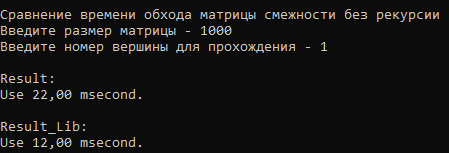 Сравнение времени обхода матрицы смежности без рекурсии
Введите размер матрицы - 1000
Введите номер вершины для прохождения - 1
Result:
Use 22,00 msecond.
Result_Lib:
Use 12,00 msecond.